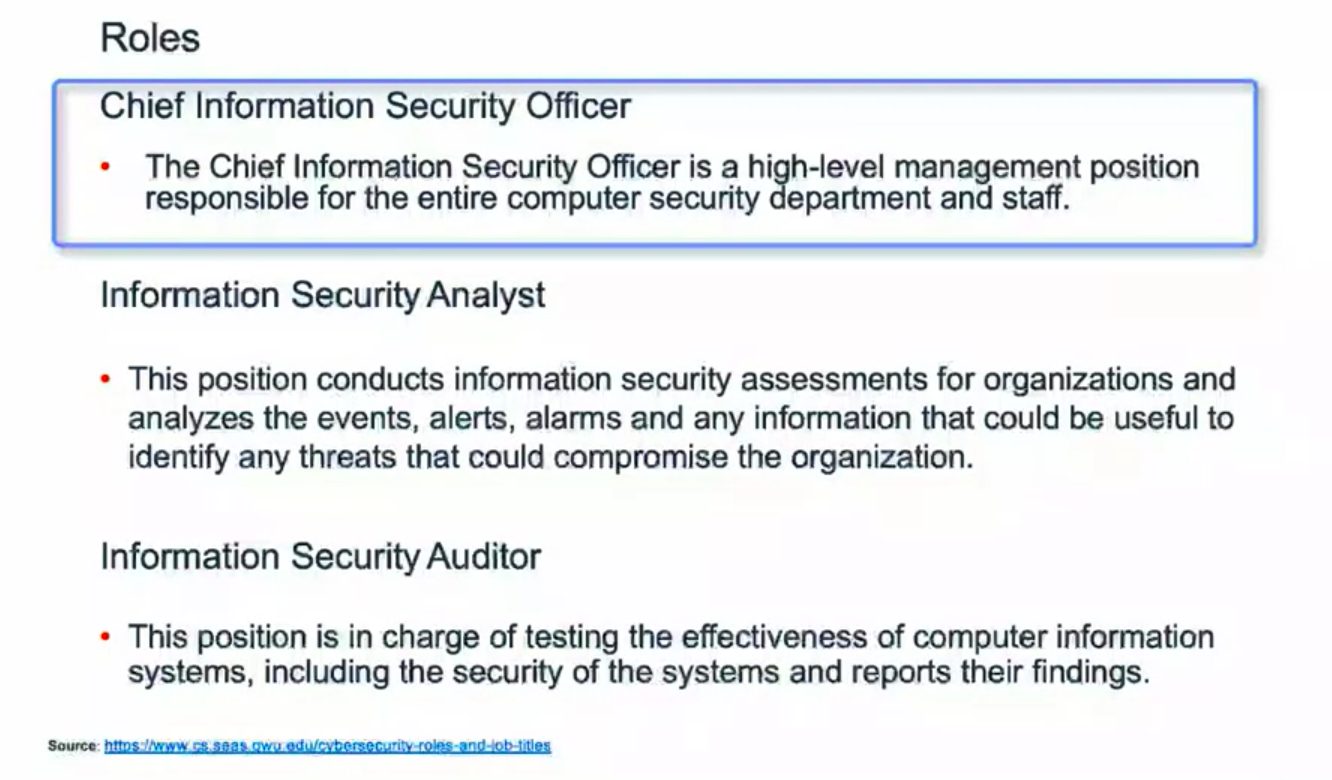 Roles
Chief Information Security Officer
• The Chief Information Security Officer is a high-level management position
responsible for the entire computer security department and staff.
Information Security Analyst
• This position conducts information security assessments for organizations and
analyzes the events, alerts, alarms and any information that could be useful to
identify any threats that could compromise the organization.
Information Security Auditor
• This position is in charge of testing the effectiveness of computer information
systems, including the security of the systems and reports their findings.
Source: https://www.cs.seas.gwu.edu/cybersecurity-roles-and-job-titles